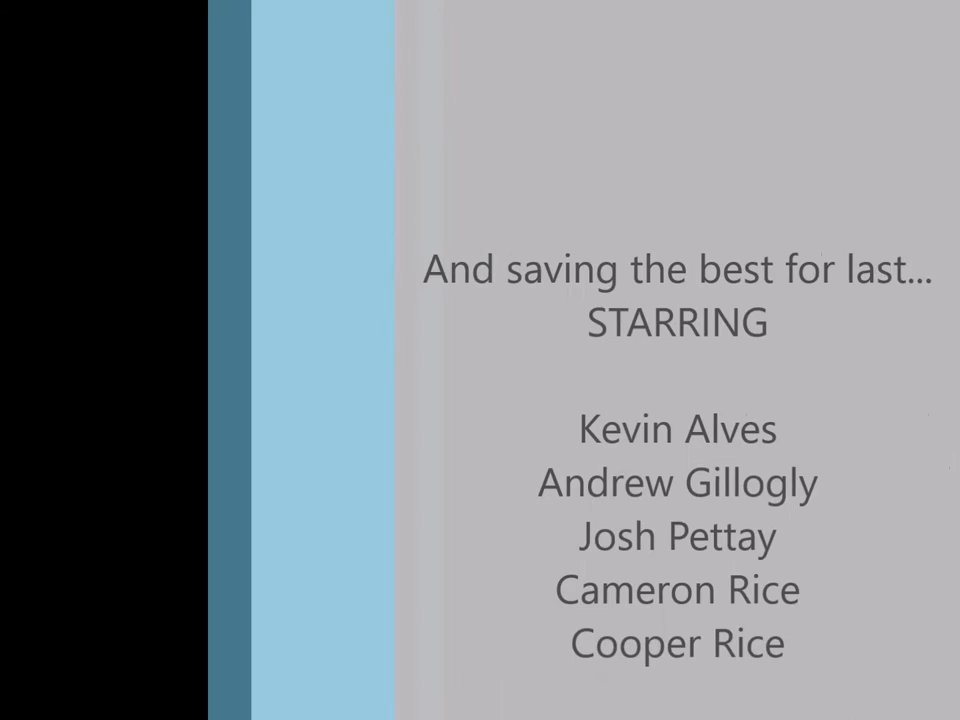 And saving the best for last...
STARRING
Kevin Alves
Andrew Gillogly
Josh Pettay
Cameron Rice
Cooper Rice